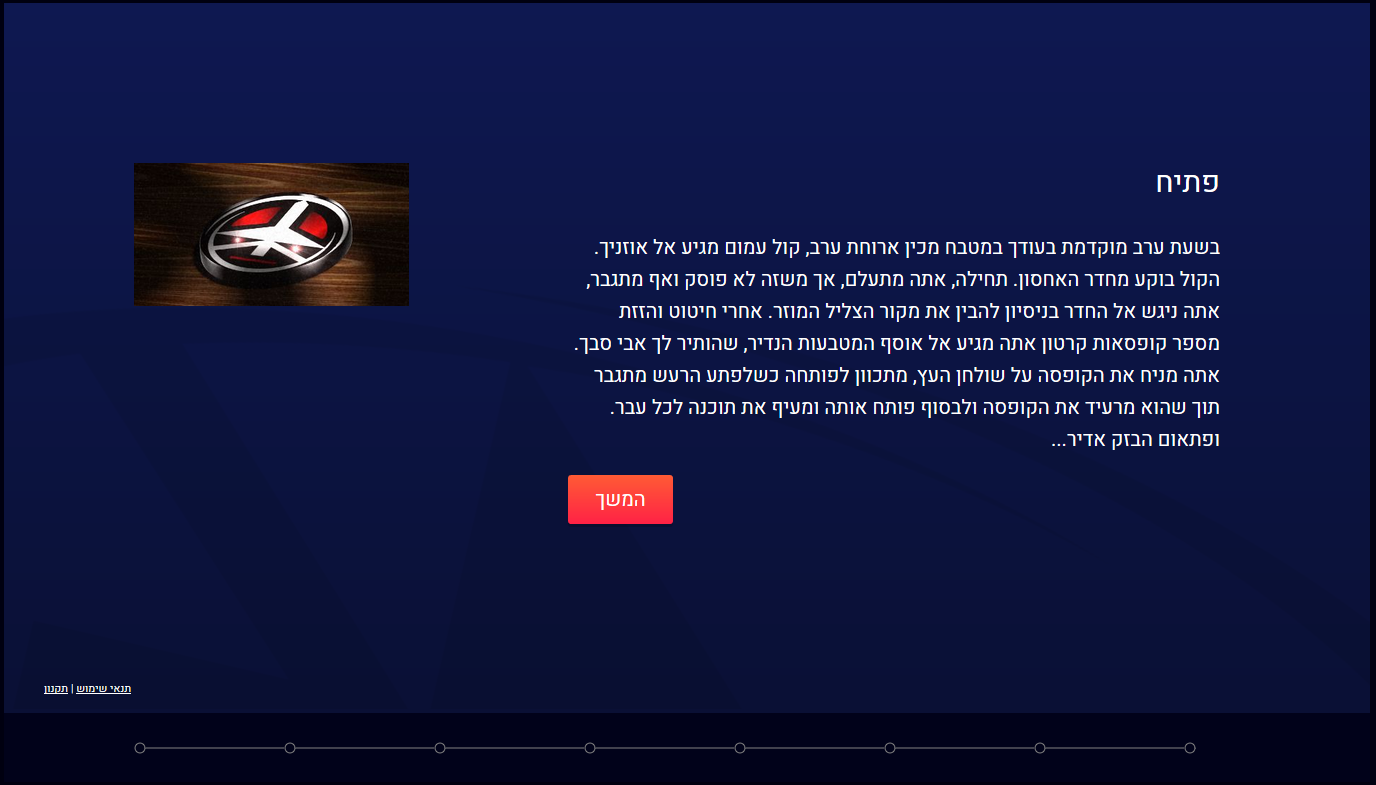 פתיח
בשעת ערב מוקדמת בעודך במטבח מכין ארוחת ערב, קול עמום מגיע אל אוזניך.
הקול בוקע מחדר האחסון. תחילה, אתה מתעלם, אך משזה לא פוסק ואף מתגבר,
אתה ניגש אל החדר בניסיון להבין את מקור הצליל המוזר. אחרי חיטוט והזזת
מספר קופסאות קרטון אתה מגיע אל אוסף המטבעות הנדיר, שהותיר לך אבי סבך.
אתה מניח את הקופסה על שולחן העץ, מתכוון לפותחה כשלפתע הרעש מתגבר
תוך שהוא מרעיד את הקופסה ולבסוף פותח אותה ומעיף את תוכנה לכל עבר.
ופתאום הבזק אדיר...
המשך
תנאי שימוש | תקנון